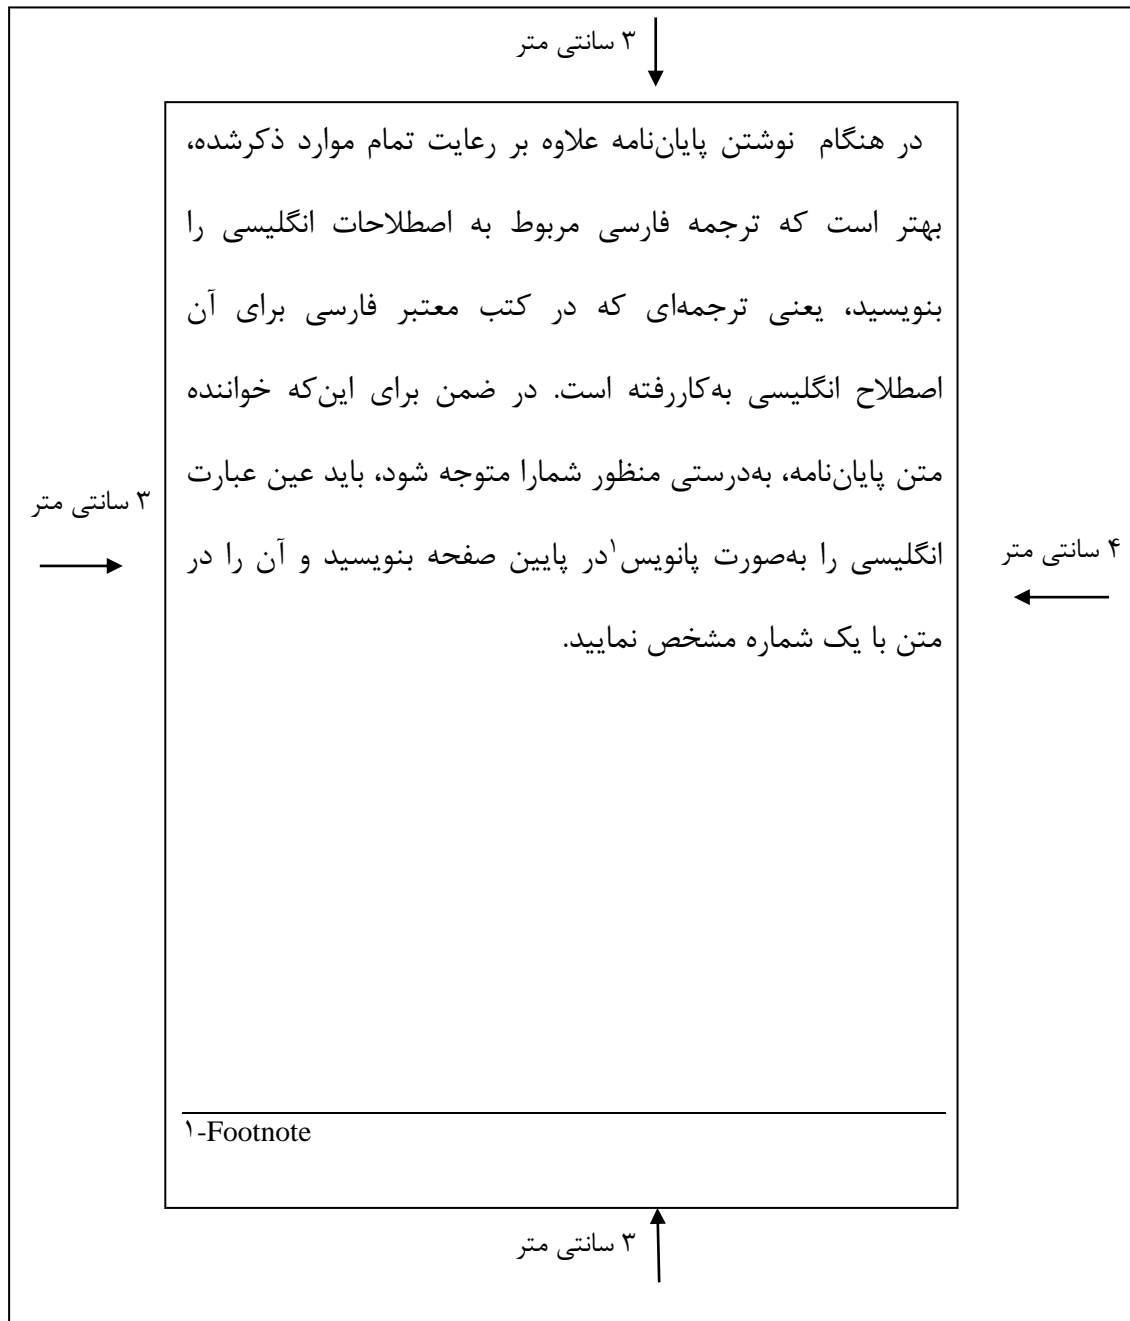 ۳ سانتی متر
در هنگام نوشتن پایان‌نامه علاوه بر رعایت تمام موارد ذکرشده،
بهتر است که ترجمه فارسی مربوط به اصطلاحات انگلیسی را
بنویسید، یعنی ترجمه‌ای که در کتب معتبر فارسی برای آن
اصطلاح انگلیسی به‌کاررفته است. در ضمن برای این‌که خواننده
متن پایان‌نامه، به‌درستی منظور شمارا متوجه شود، باید عین عبارت
انگلیسی را به‌صورت پانویس۱در پایین صفحه بنویسید و آن را در
متن با یک شماره مشخص نمایید.
۴ سانتی متر
۳ سانتی متر
۱-Footnote
۳ سانتی متر